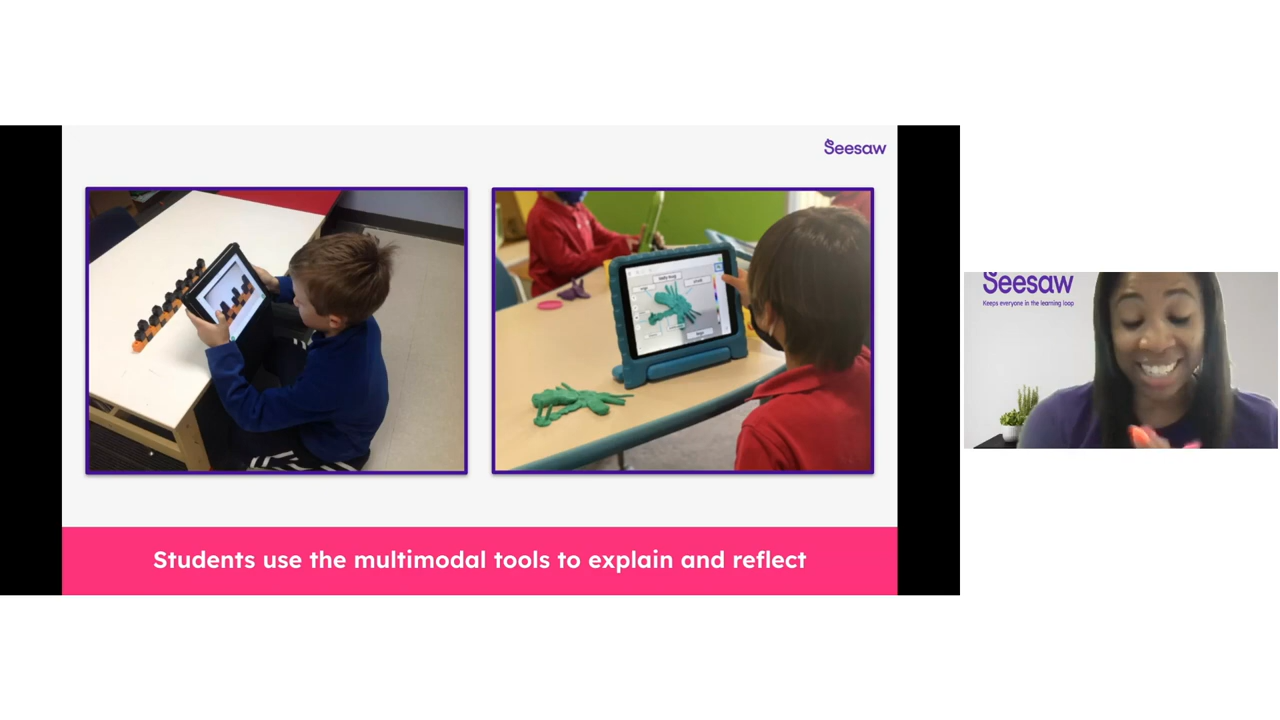 Seesaw
Students use the multimodal tools to explain and reflect
Seesaw
Keeps everyone in the learning loop